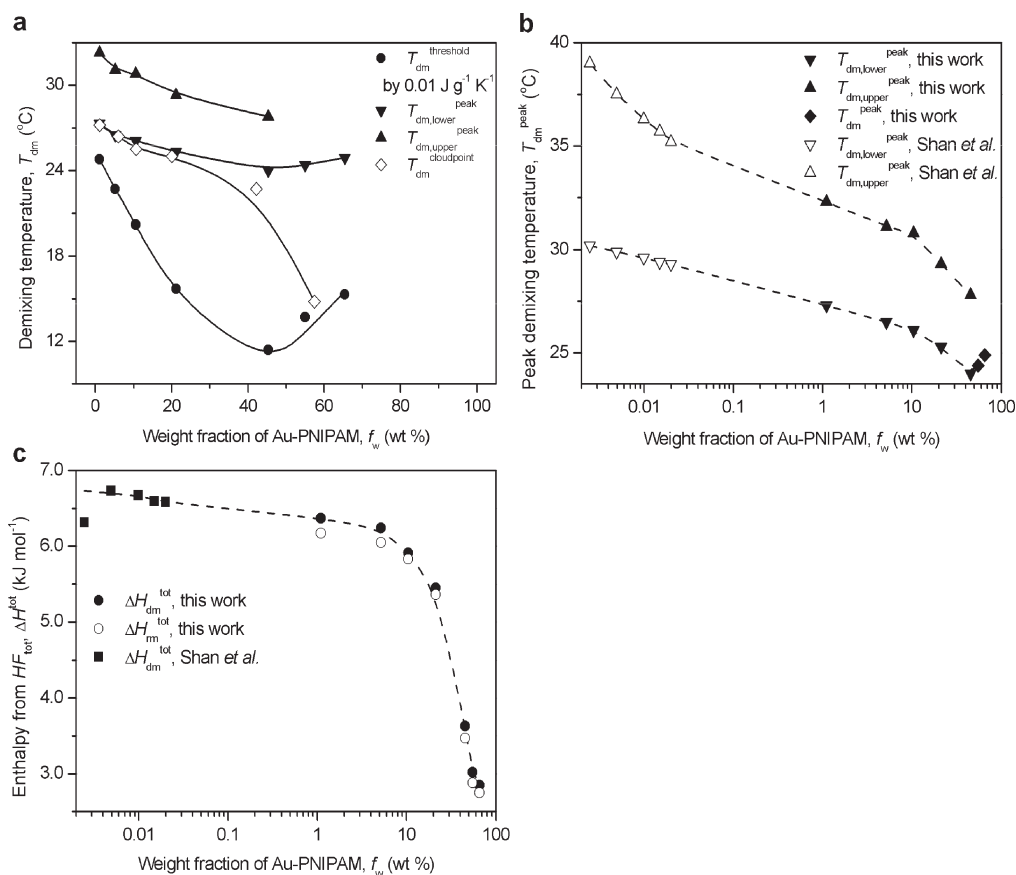 a
Demixing temperature, T_dm (°C)
32
24
18
12
0
20
40
60
80
100
Weight fraction of Au-PNIPAM, f_w (wt %)
T_dm^threshold
by 0.01 J g^-1 K^-1
T_dm,lower^peak
T_dm,upper^peak
T_dm^cloudpoint
b
Peak demixing temperature, T_dm^peak (°C)
40
35
30
25
0.01
0.1
1
10
100
Weight fraction of Au-PNIPAM, f_w (wt %)
T_dm,lower^peak, this work
T_dm,upper^peak, this work
T_dm^peak, this work
T_dm,lower^peak, Shan et al.
T_dm,upper^peak, Shan et al.
c
Enthalpy from HF_tot, ΔH^tot (kJ mol^-1)
7.0
6.0
5.0
4.0
3.0
0.01
0.1
1
10
100
Weight fraction of Au-PNIPAM, f_w (wt %)
ΔH_dm^tot, this work
ΔH_rm^tot, this work
ΔH_dm^tot, Shan et al.